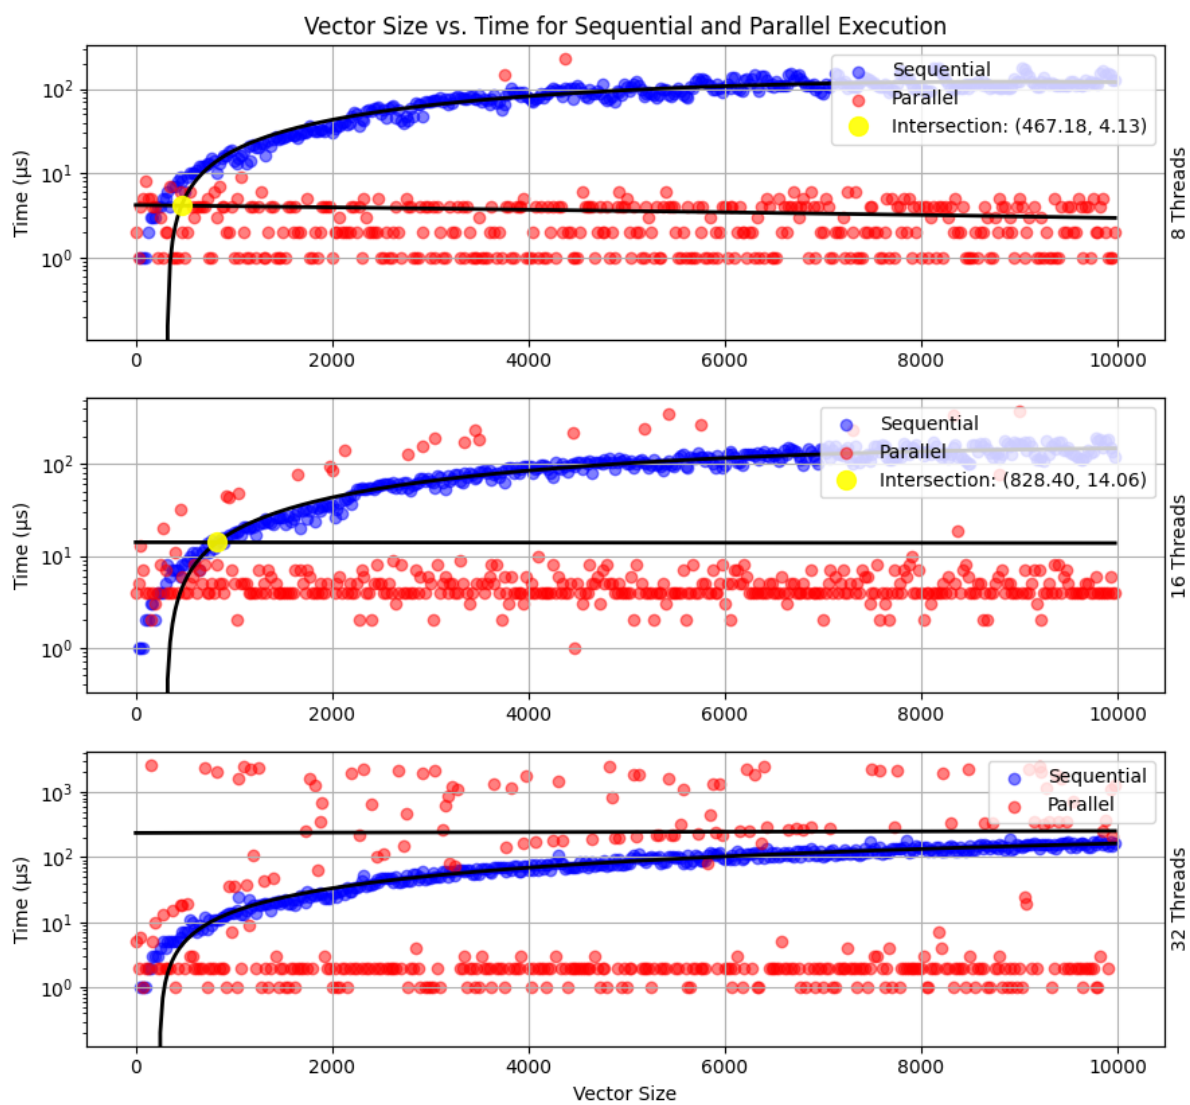 Vector Size vs. Time for Sequential and Parallel Execution
Time (µs)
10²
10¹
10⁰
Sequential
Parallel
Intersection: (467.18, 4.13)
8 Threads
0 2000 4000 6000 8000 10000
Time (µs)
10²
10¹
10⁰
Sequential
Parallel
Intersection: (828.40, 14.06)
16 Threads
0 2000 4000 6000 8000 10000
Time (µs)
10³
10²
10¹
10⁰
Sequential
Parallel
32 Threads
0 2000 4000 6000 8000 10000
Vector Size